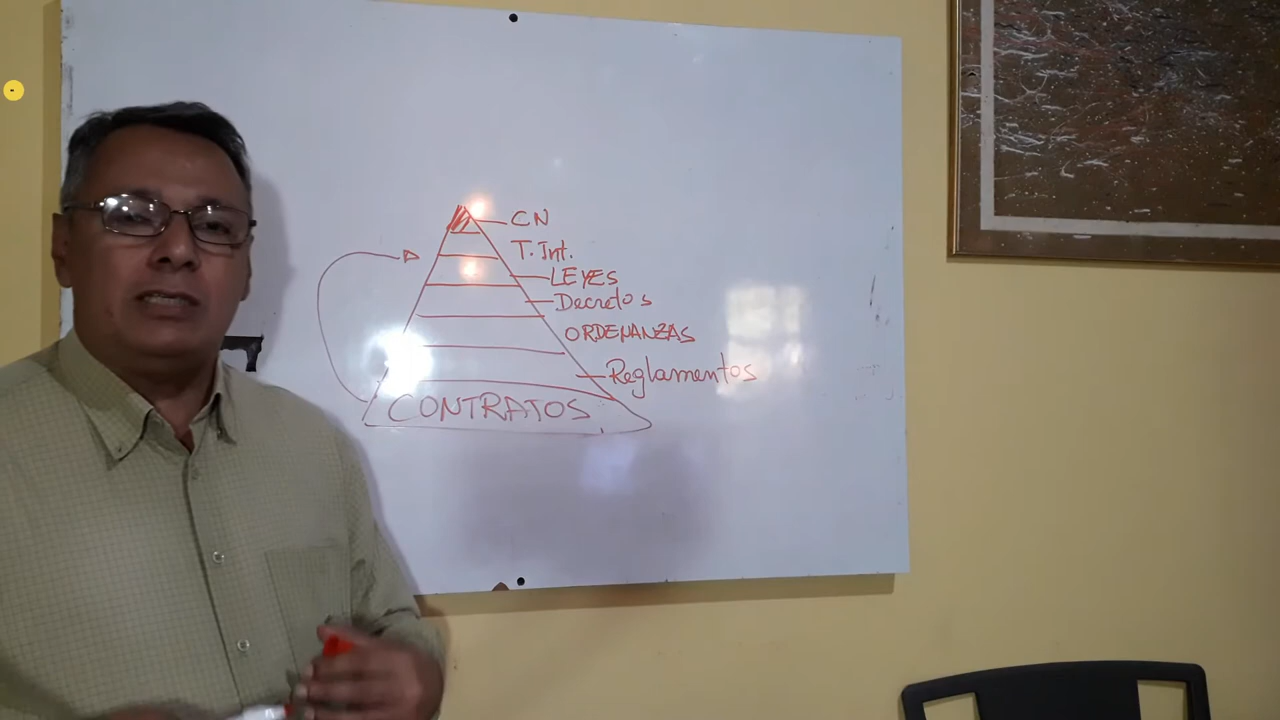 CN
T. Int.
LEYES
Decretos
ORDENANZAS
Reglamentos
CONTRATOS